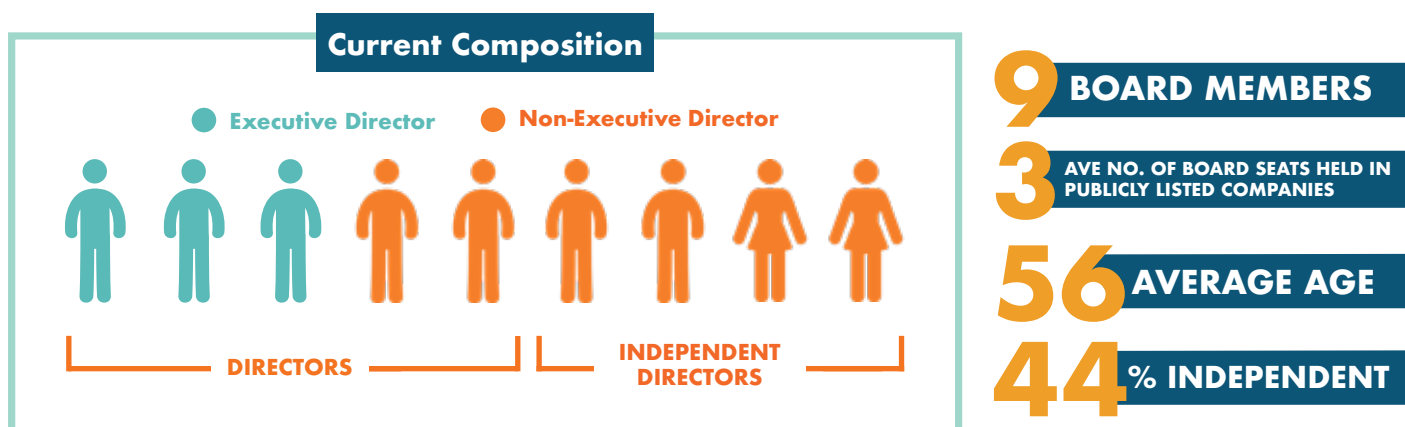 Current Composition
Executive Director
Non-Executive Director
DIRECTORS
INDEPENDENT
DIRECTORS
9 BOARD MEMBERS
3 AVE NO. OF BOARD SEATS HELD IN
PUBLICLY LISTED COMPANIES
56 AVERAGE AGE
44 % INDEPENDENT